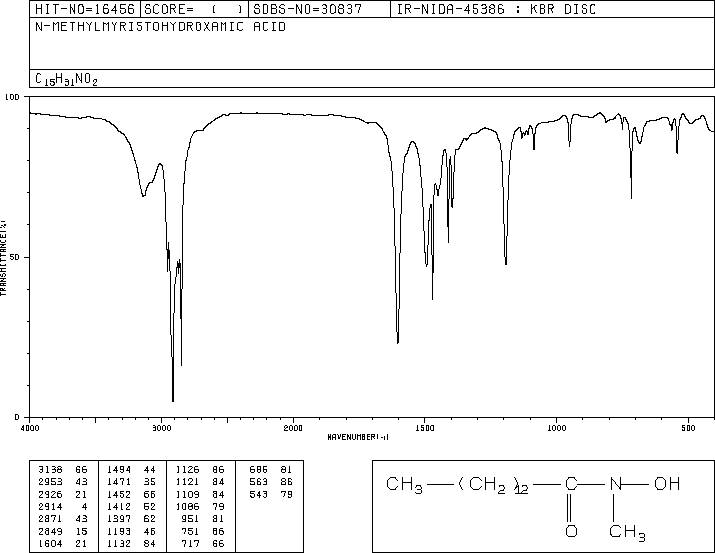 HIT-NO=16456 SCORE= ( ) SDBS-NO=30837 IR-NIDA-45386 : KBR DISC
N-METHYLMYRISTOHYDROXAMIC ACID
C15H31NO2
100
50
0
TRANSMITTANCE(%)
4000 3000 2000 1500 1000 500
WAVENUMBER(-1)
3138 66 1494 44 1126 86 686 81
2953 43 1471 35 1121 84 563 86
2926 21 1452 66 1109 84 543 79
2914 4 1412 52 1086 79
2871 43 1397 62 951 81
2849 15 1193 46 751 86
1604 21 1132 84 717 66
CH3 (CH2)12 C N OH
O CH3